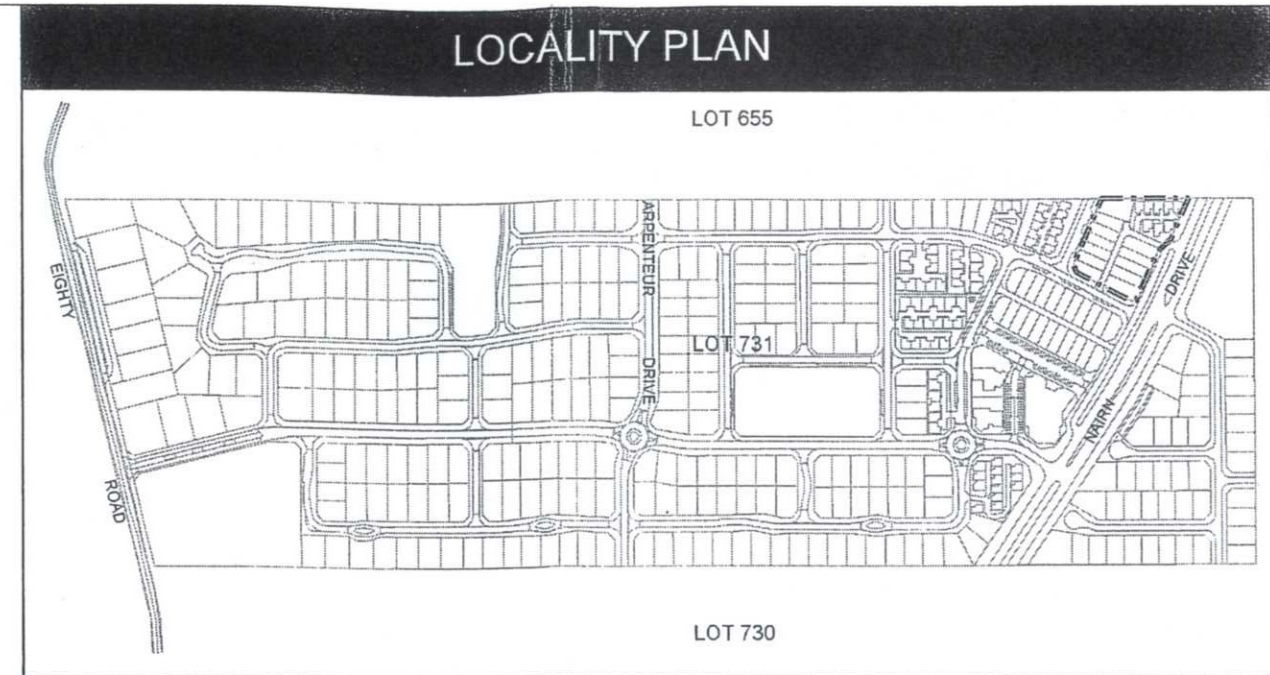 LOCALITY PLAN
LOT 655
ARPENTEUR DRIVE
EIGHTY ROAD
LOT 731
NAIRN DRIVE
LOT 730